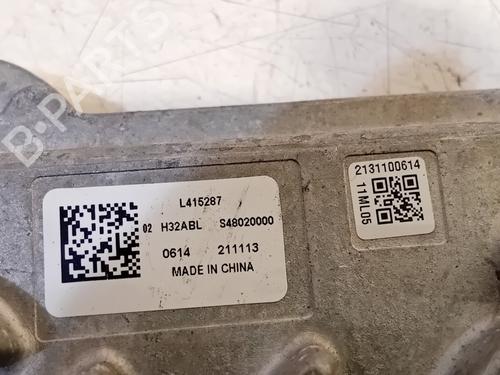 B-PARTS
L415287
02 H32ABL S48020000
0614 211113
MADE IN CHINA
2131100614
11ML05